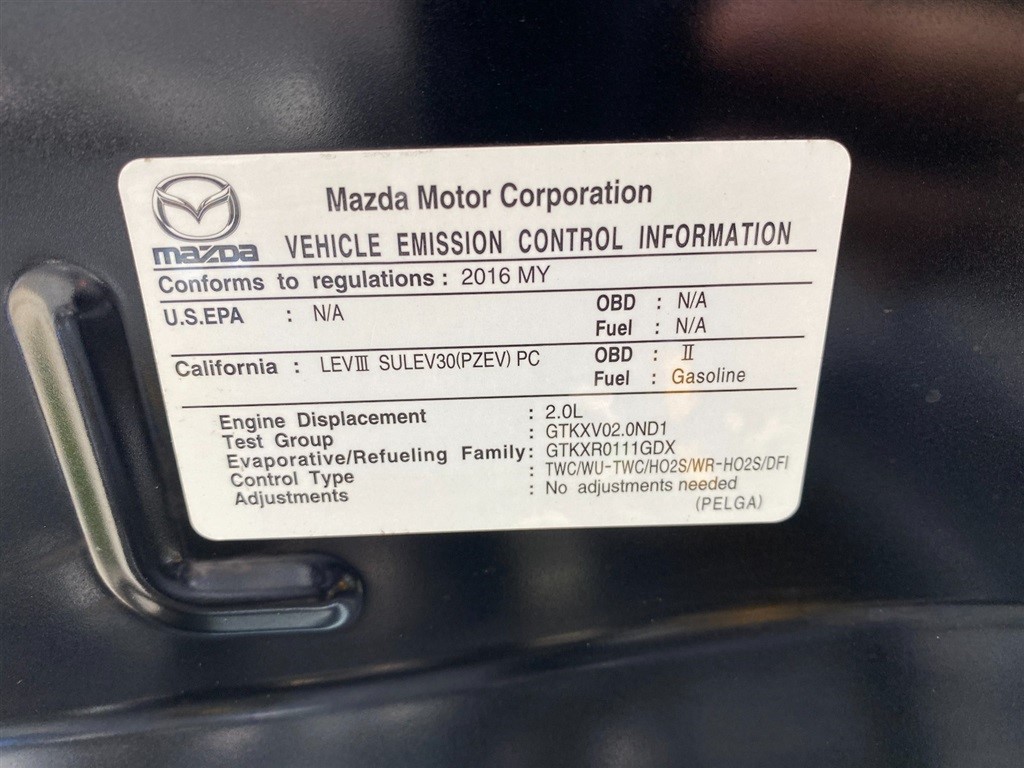 mazda
Mazda Motor Corporation
VEHICLE EMISSION CONTROL INFORMATION
Conforms to regulations : 2016 MY
U.S.EPA : N/A OBD : N/A
Fuel : N/A
California : LEVIII SULEV30(PZEV) PC OBD : II
Fuel : Gasoline
Engine Displacement : 2.0L
Test Group : GTKXV02.0ND1
Evaporative/Refueling Family: GTKXR0111GDX
Control Type : TWC/WU-TWC/HO2S/WR-HO2S/DFI
Adjustments : No adjustments needed
(PELGA)